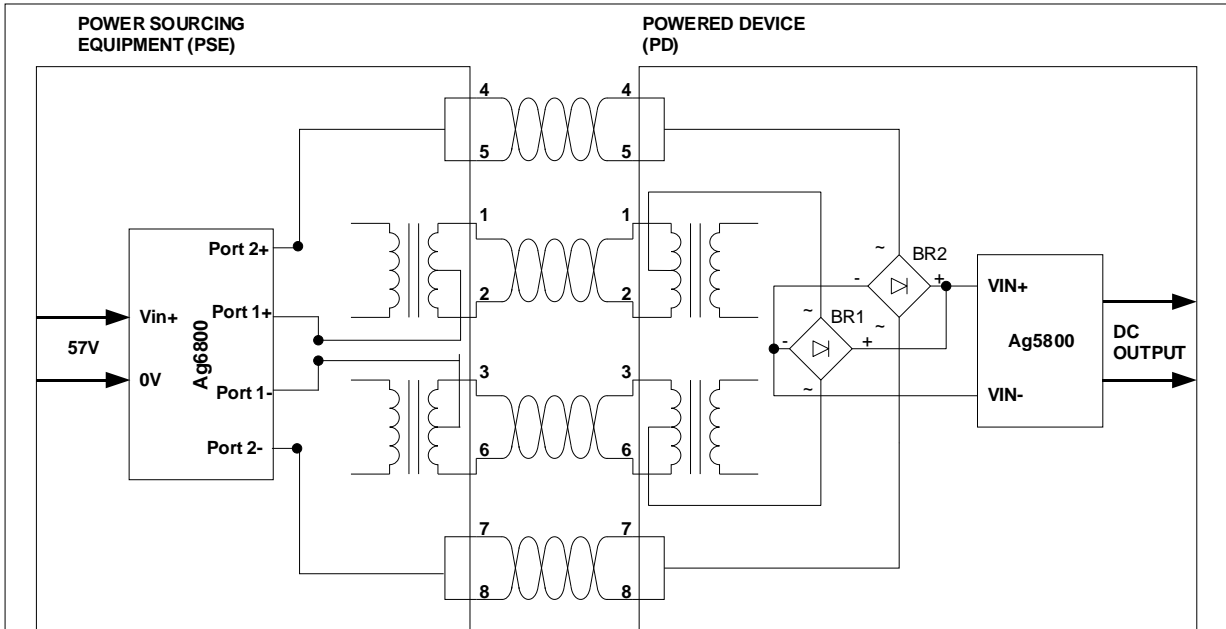 POWER SOURCING
EQUIPMENT (PSE)
POWERED DEVICE
(PD)
4
4
5
5
1
1
2
2
3
3
6
6
7
7
8
8
Vin+
57V
0V
Ag6800
Port 2+
Port 1+
Port 1-
Port 2-
~
BR2
-
+
~
~
BR1
-
+
~
VIN+
Ag5800
VIN-
DC
OUTPUT